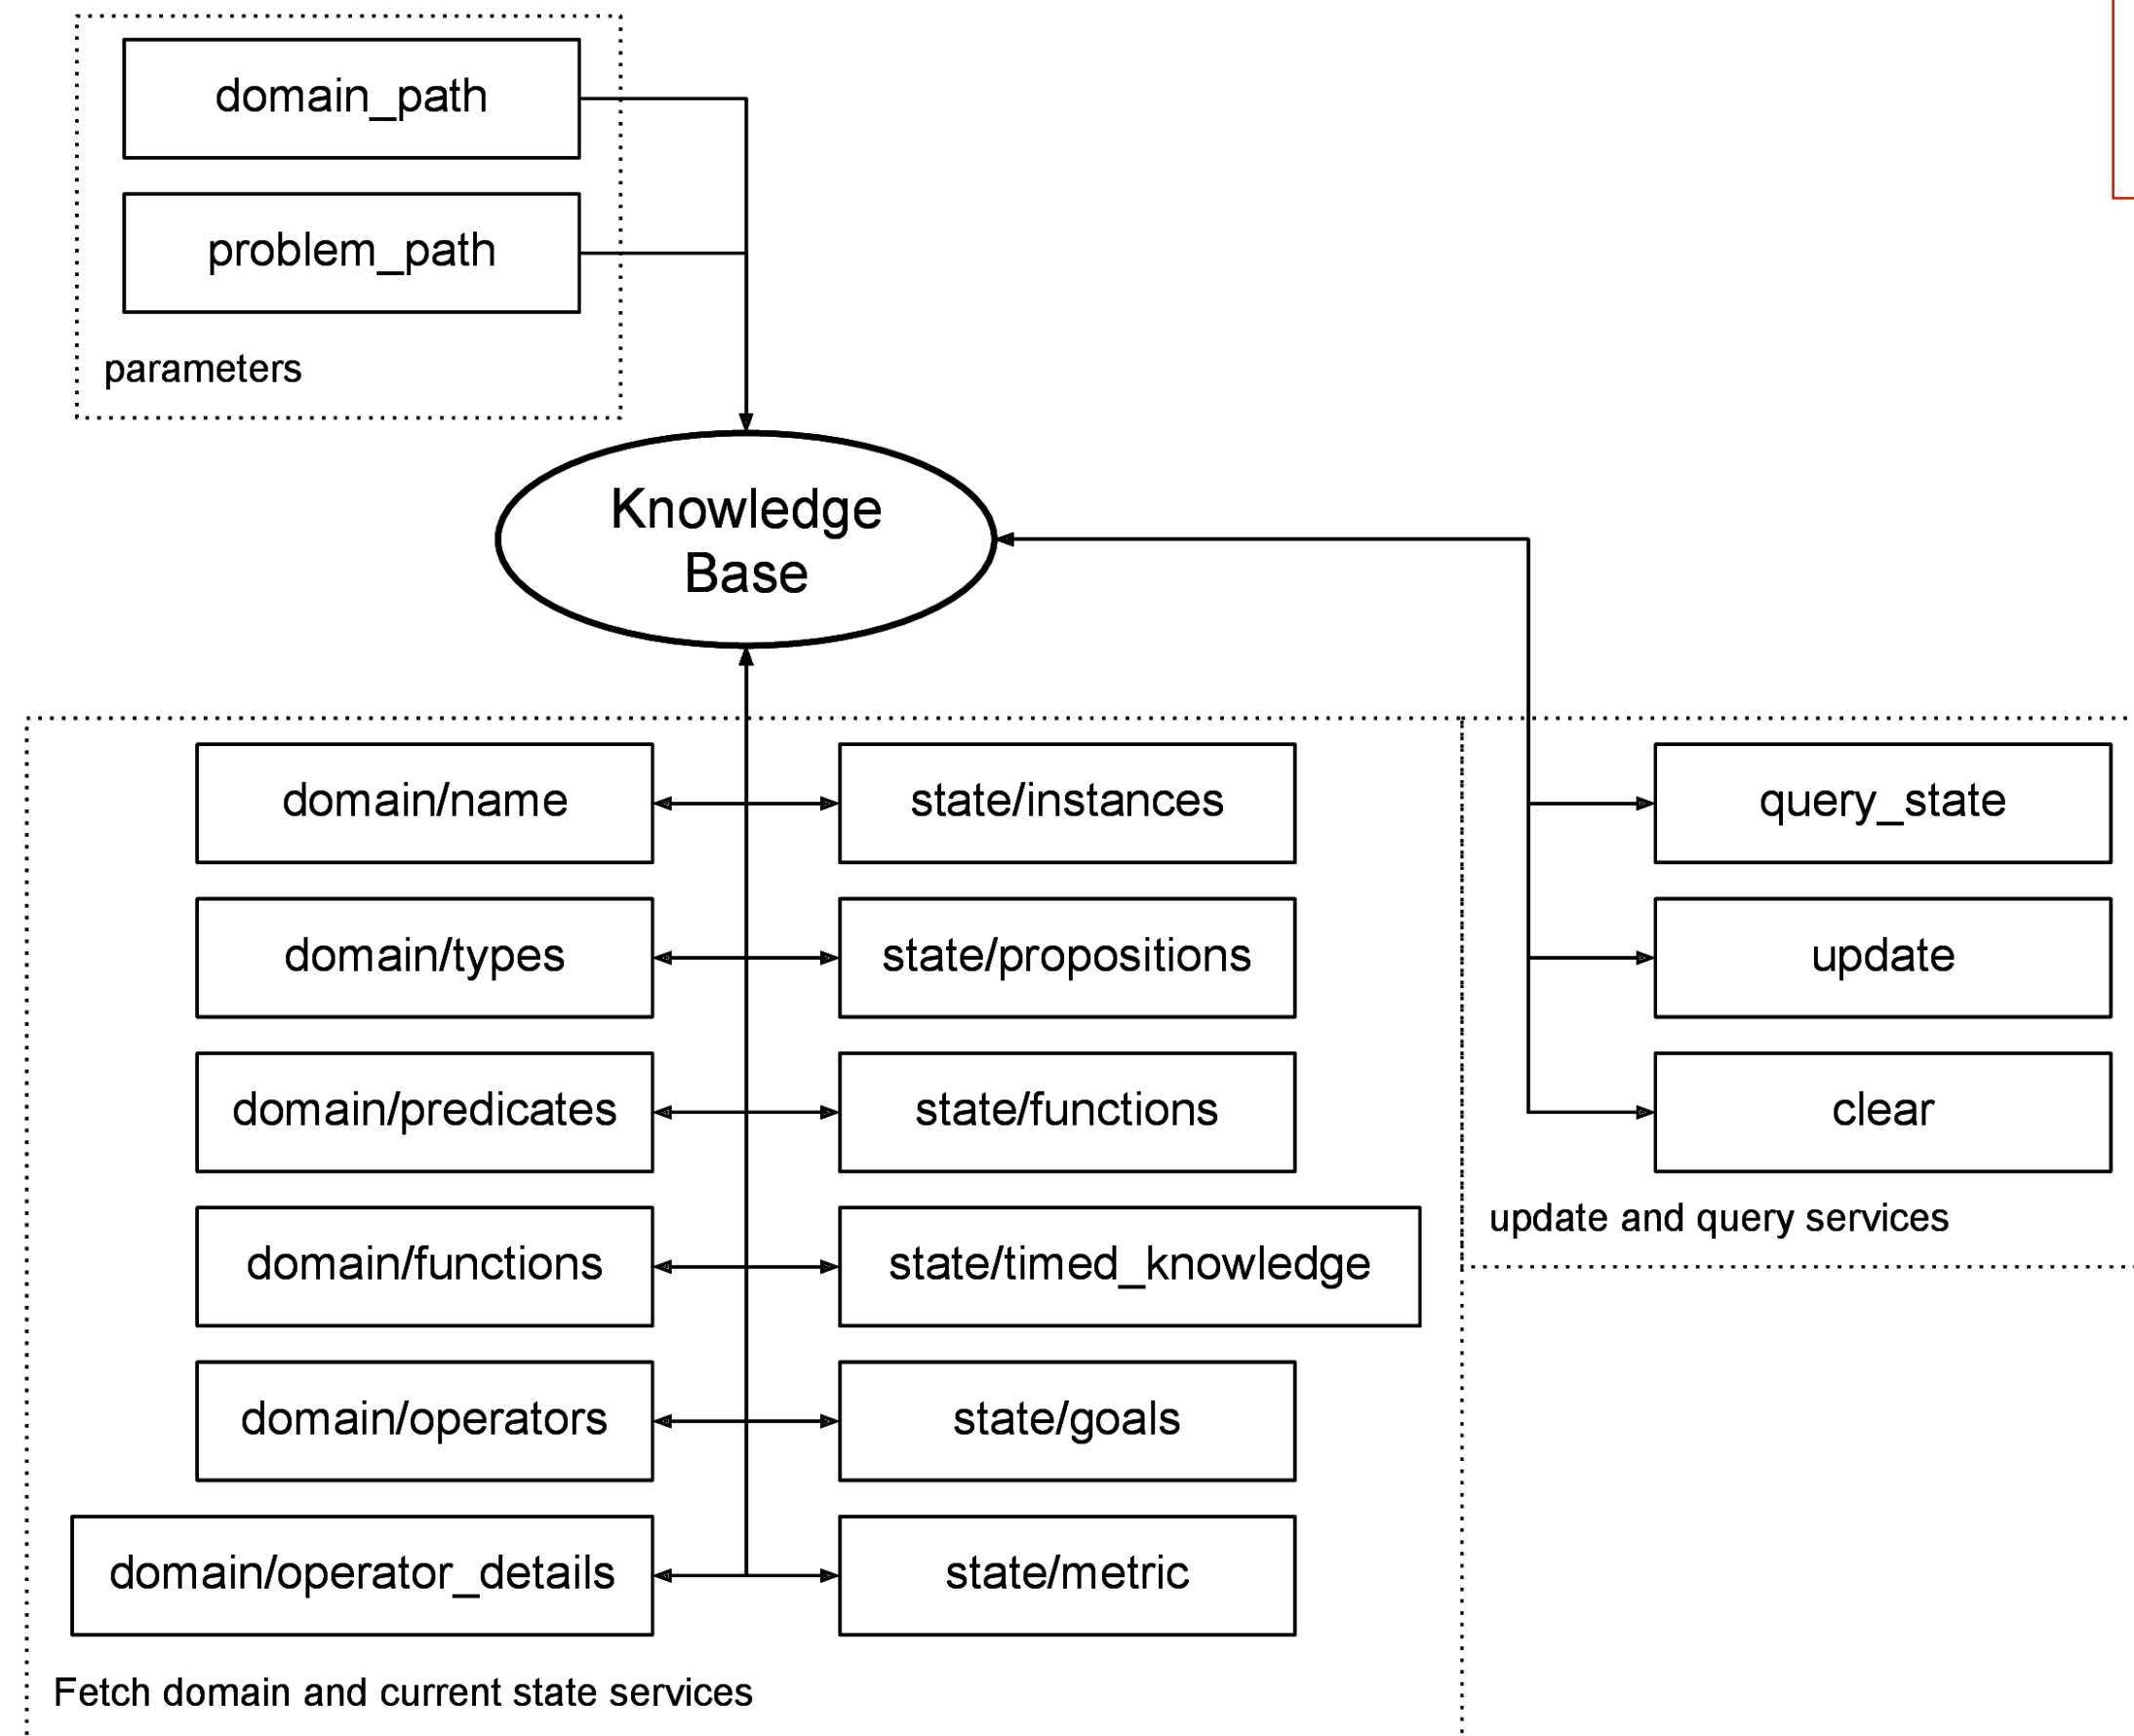 domain_path
problem_path
parameters
Knowledge
Base
domain/name
state/instances
query_state
domain/types
state/propositions
update
domain/predicates
state/functions
clear
update and query services
domain/functions
state/timed_knowledge
domain/operators
state/goals
domain/operator_details
state/metric
Fetch domain and current state services